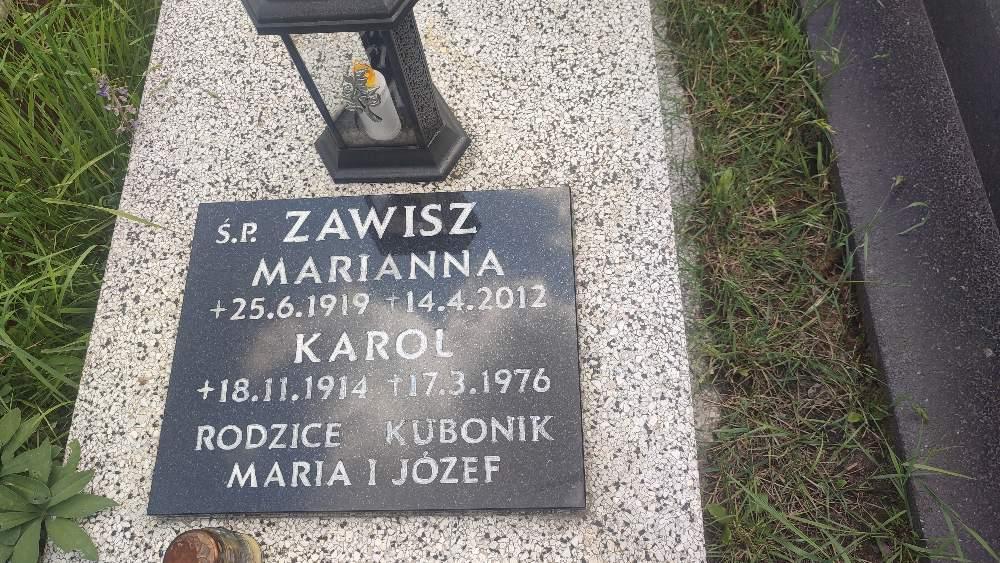 Ś.P. ZAWISZ
MARIANNA
+25.6.1919 †14.4.2012
KAROL
+18.11.1914 †17.3.1976
RODZICE KUBONIK
MARIA I JÓZEF